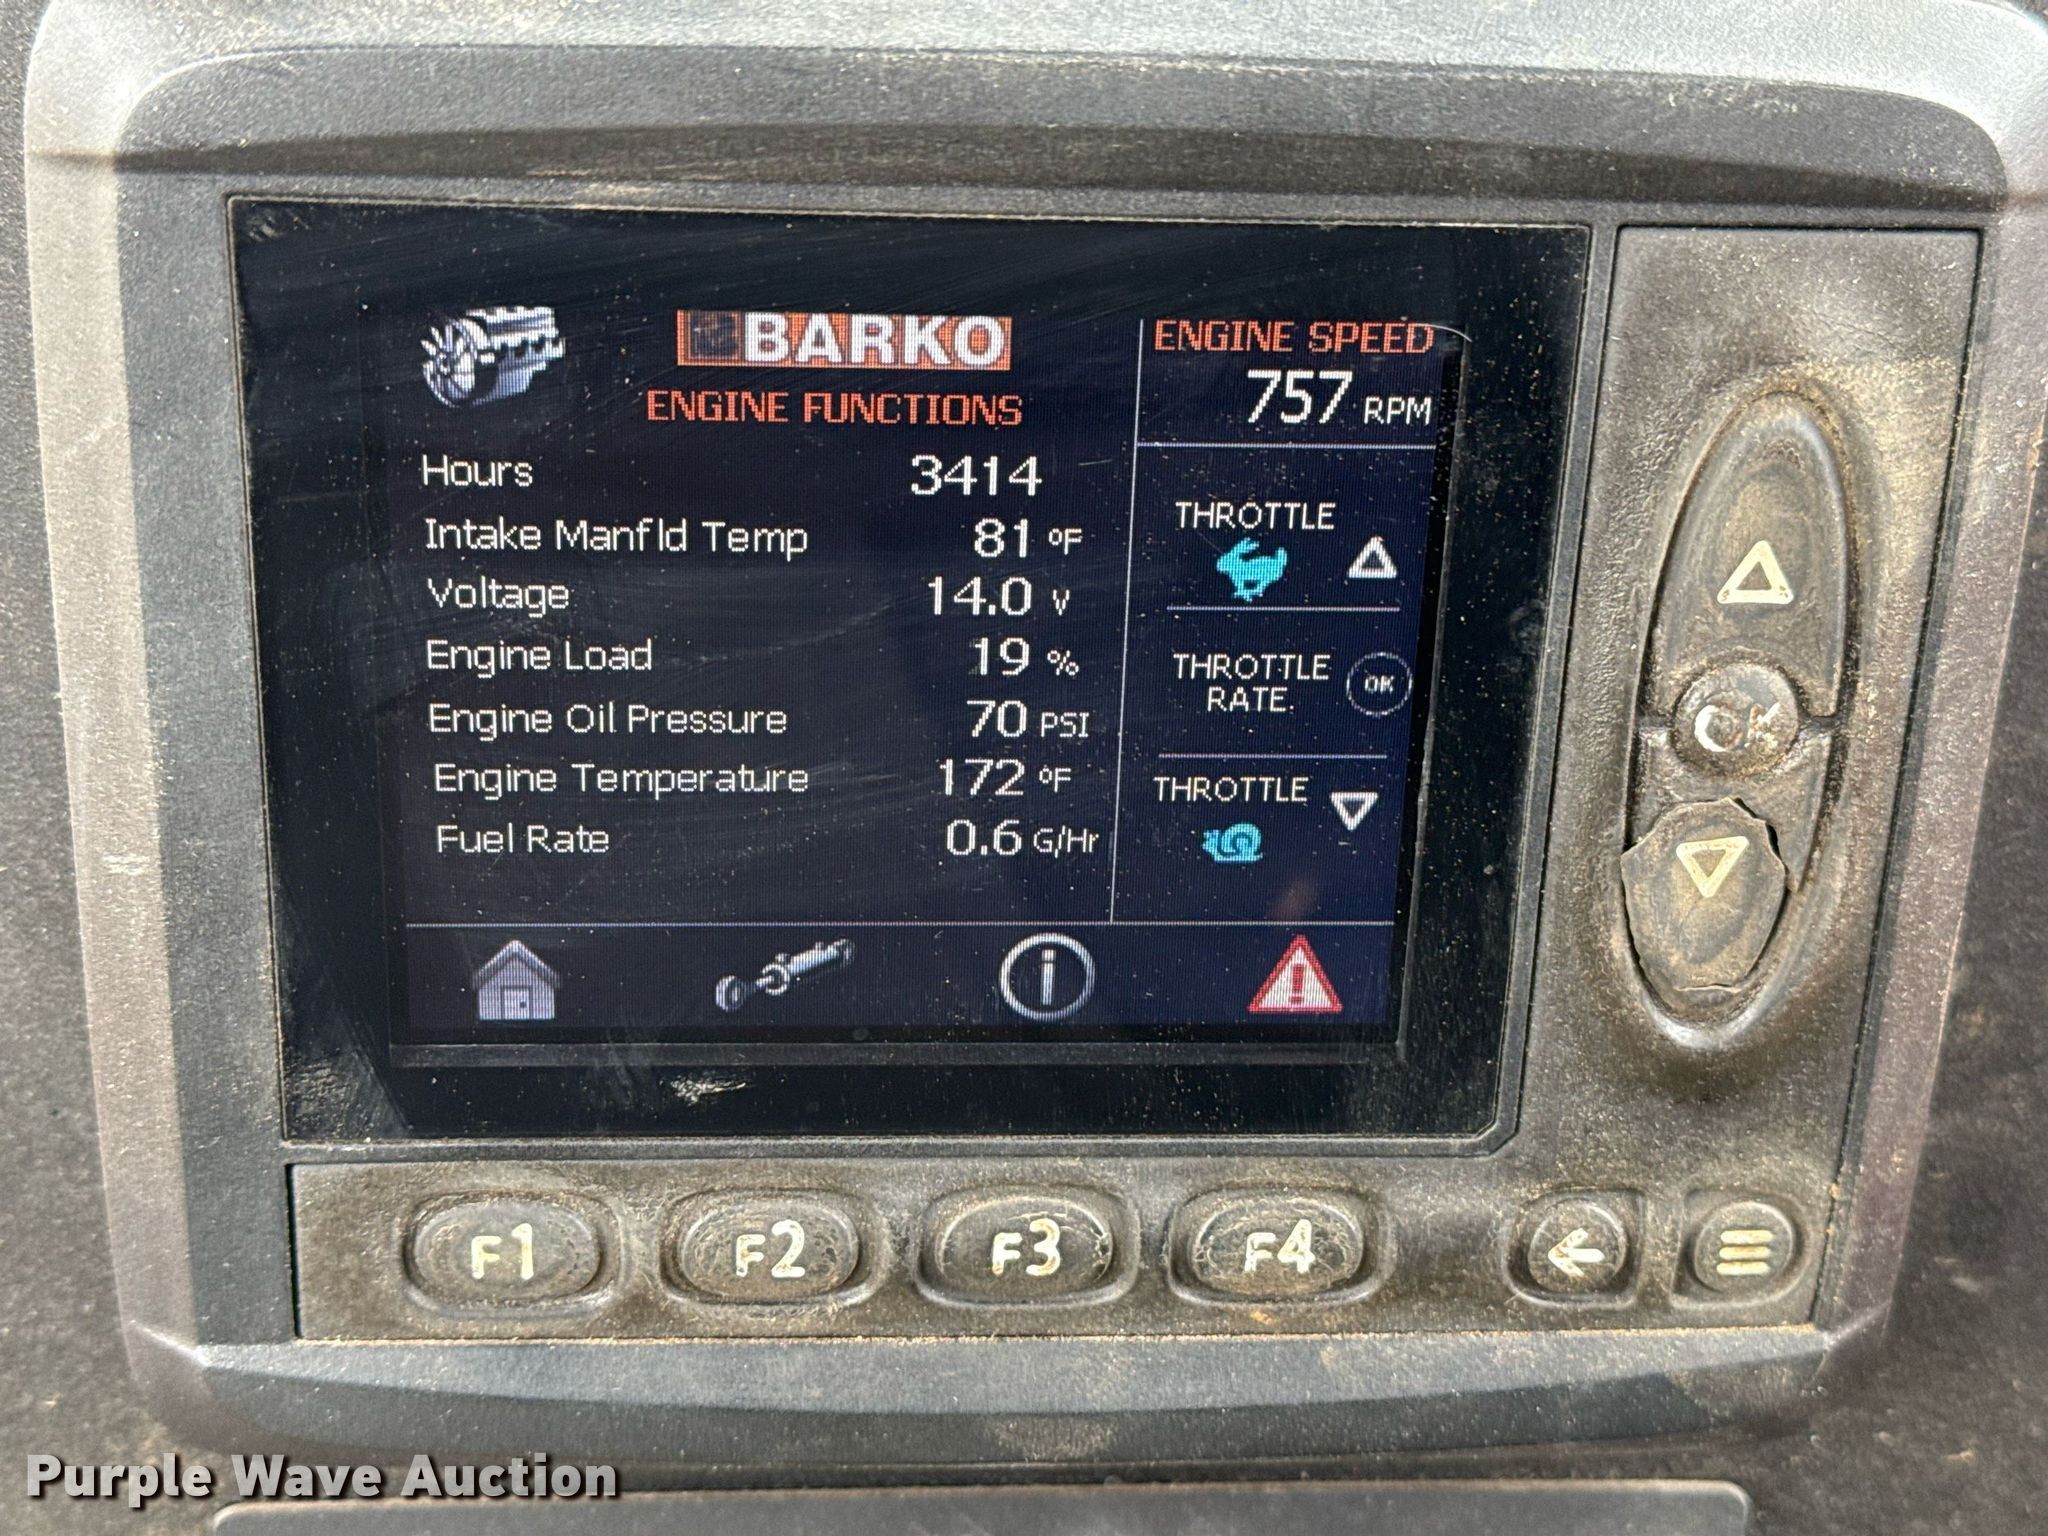 BARKO
ENGINE FUNCTIONS
Hours 3414
Intake Manfld Temp 81 °F
Voltage 14.0 V
Engine Load 19 %
Engine Oil Pressure 70 PSI
Engine Temperature 172 °F
Fuel Rate 0.6 G/Hr
ENGINE SPEED
757 RPM
THROTTLE
THROTTLE
RATE
OK
THROTTLE
OK
F1 F2 F3 F4
Purple Wave Auction